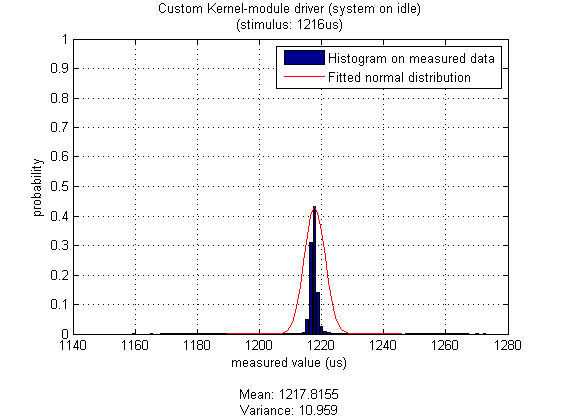 Custom Kernel-module driver (system on idle)
(stimulus: 1216us)
1
0.9
0.8
0.7
0.6
0.5
0.4
0.3
0.2
0.1
0
probability
Histogram on measured data
Fitted normal distribution
1140 1160 1180 1200 1220 1240 1260 1280
measured value (us)
Mean: 1217.8155
Variance: 10.959